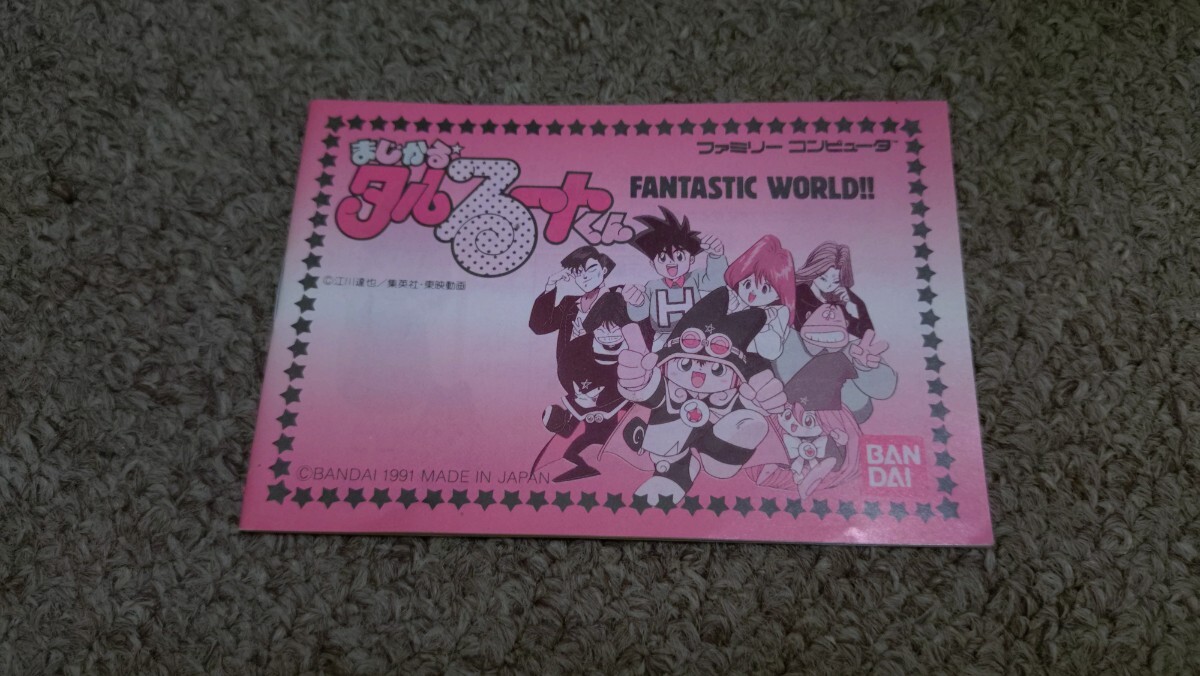 ファミリー コンピュータ™
まじかる☆
タルるートくん
FANTASTIC WORLD!!
©江川達也／集英社・東映動画
H
©BANDAI 1991 MADE IN JAPAN
BAN
DAI